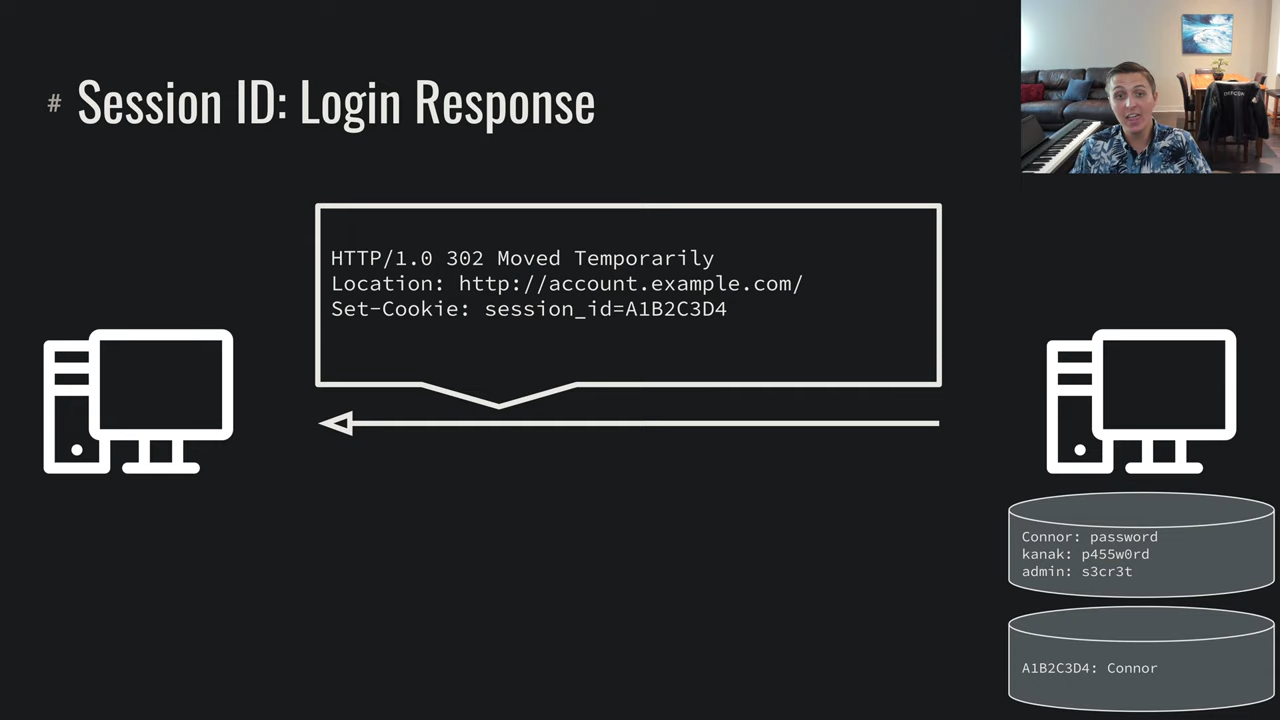 # Session ID: Login Response
HTTP/1.0 302 Moved Temporarily
Location: http://account.example.com/
Set-Cookie: session_id=A1B2C3D4
Connor: password
kanak: p455w0rd
admin: s3cr3t
A1B2C3D4: Connor